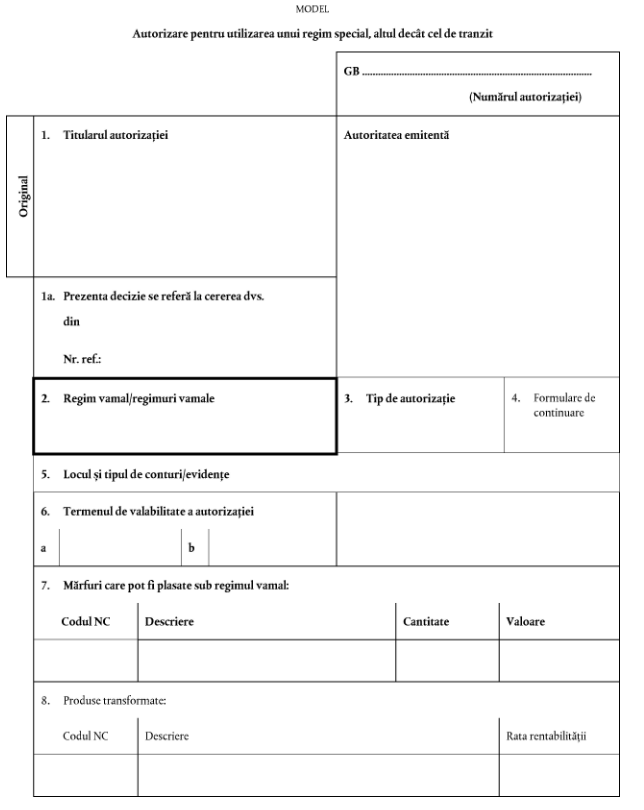 MODEL
Autorizare pentru utilizarea unui regim special, altul decât cel de tranzit
GB ........................................................................................
(Numărul autorizației)
Original
1. Titularul autorizației
Autoritatea emitentă
1a. Prezenta decizie se referă la cererea dvs.
din
Nr. ref.:
2. Regim vamal/regimuri vamale
3. Tip de autorizație
4. Formulare de
continuare
5. Locul și tipul de conturi/evidențe
6. Termenul de valabilitate a autorizației
a b
7. Mărfuri care pot fi plasate sub regimul vamal:
Codul NC Descriere Cantitate Valoare
8. Produse transformate:
Codul NC Descriere Rata rentabilității